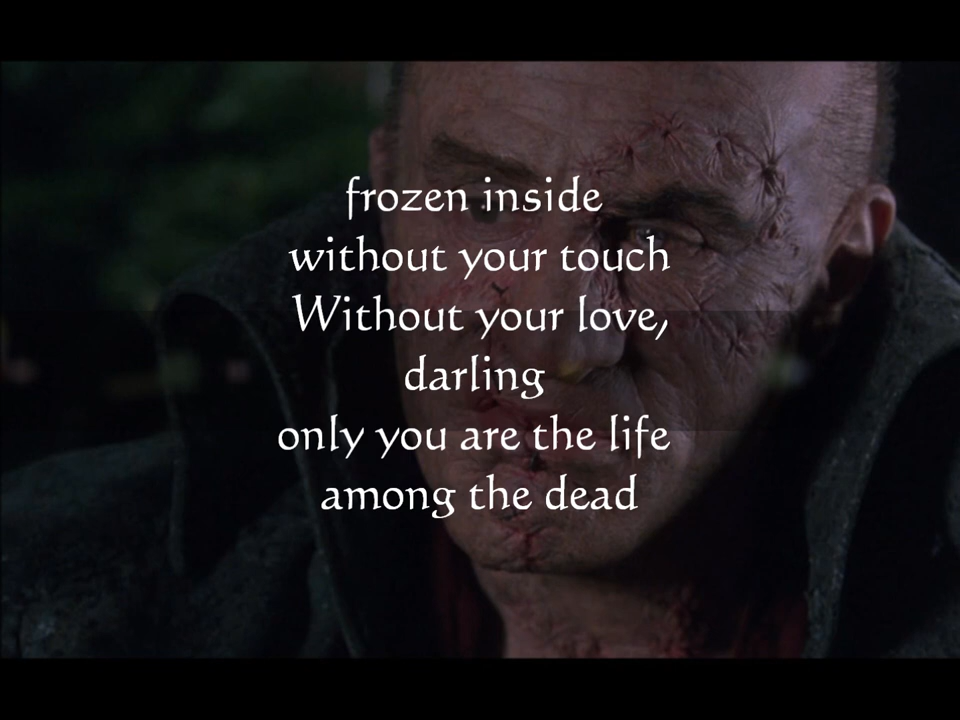 frozen inside
without your touch
Without your love,
darling
only you are the life
among the dead